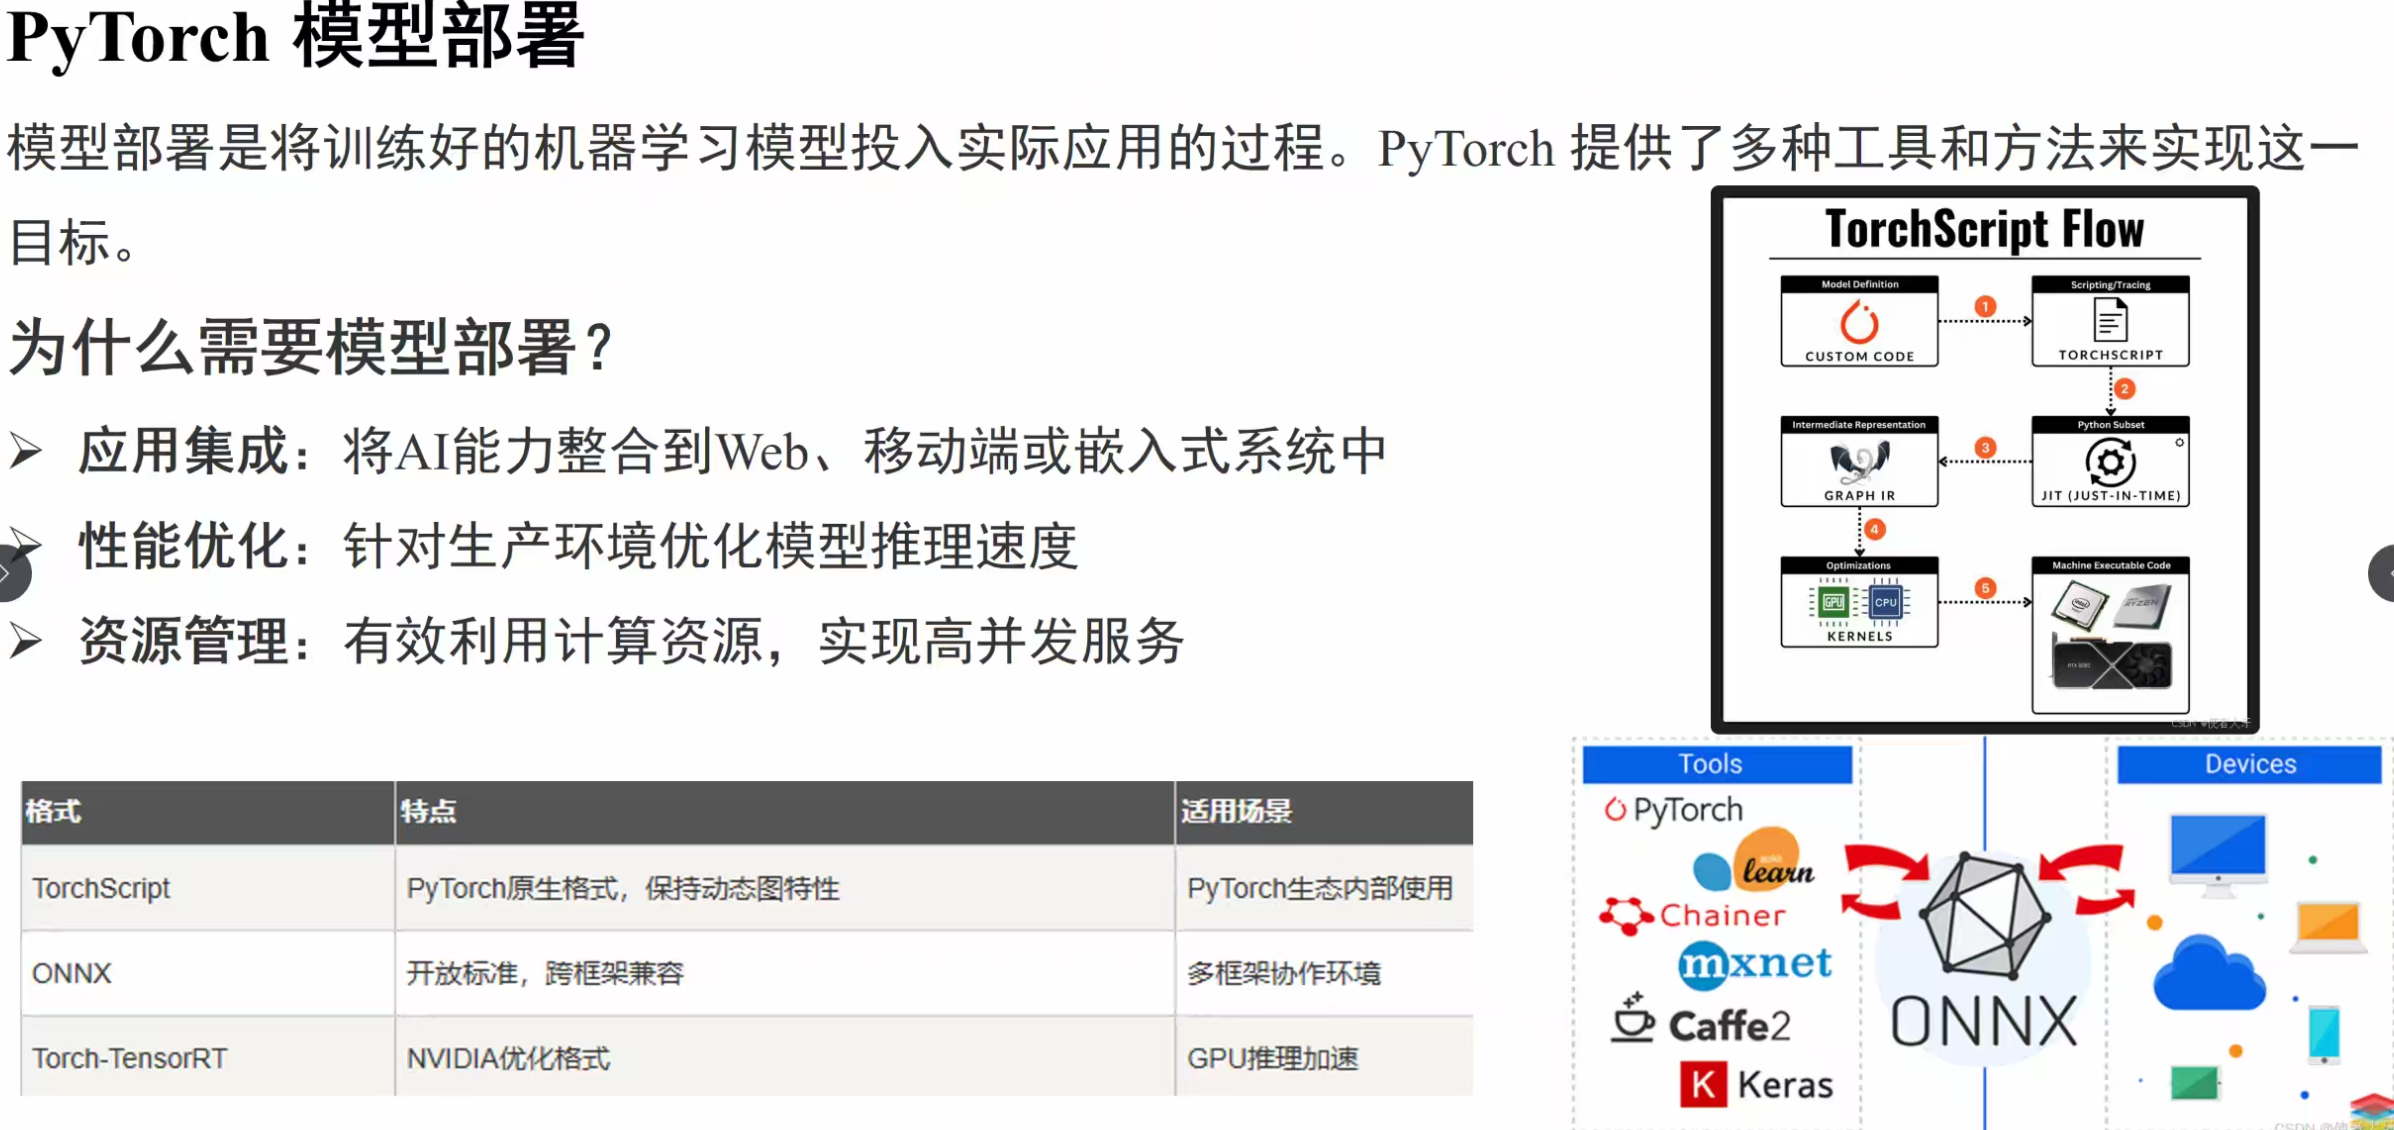 PyTorch 模型部署
模型部署是将训练好的机器学习模型投入实际应用的过程。PyTorch 提供了多种工具和方法来实现这一
目标。
为什么需要模型部署？
➢ 应用集成：将AI能力整合到Web、移动端或嵌入式系统中
➢ 性能优化：针对生产环境优化模型推理速度
➢ 资源管理：有效利用计算资源，实现高并发服务
格式 特点 适用场景
TorchScript PyTorch原生格式，保持动态图特性 PyTorch生态内部使用
ONNX 开放标准，跨框架兼容 多框架协作环境
Torch-TensorRT NVIDIA优化格式 GPU推理加速
TorchScript Flow
Model Definition
CUSTOM CODE
1
Scripting/Tracing
TORCHSCRIPT
2
Python Subset
JIT (JUST-IN-TIME)
3
Intermediate Representation
GRAPH IR
4
Optimizations
GPU
CPU
KERNELS
5
Machine Executable Code
intel
RYZEN
Tools
PyTorch
learn
Chainer
mxnet
Caffe2
K Keras
ONNX
Devices